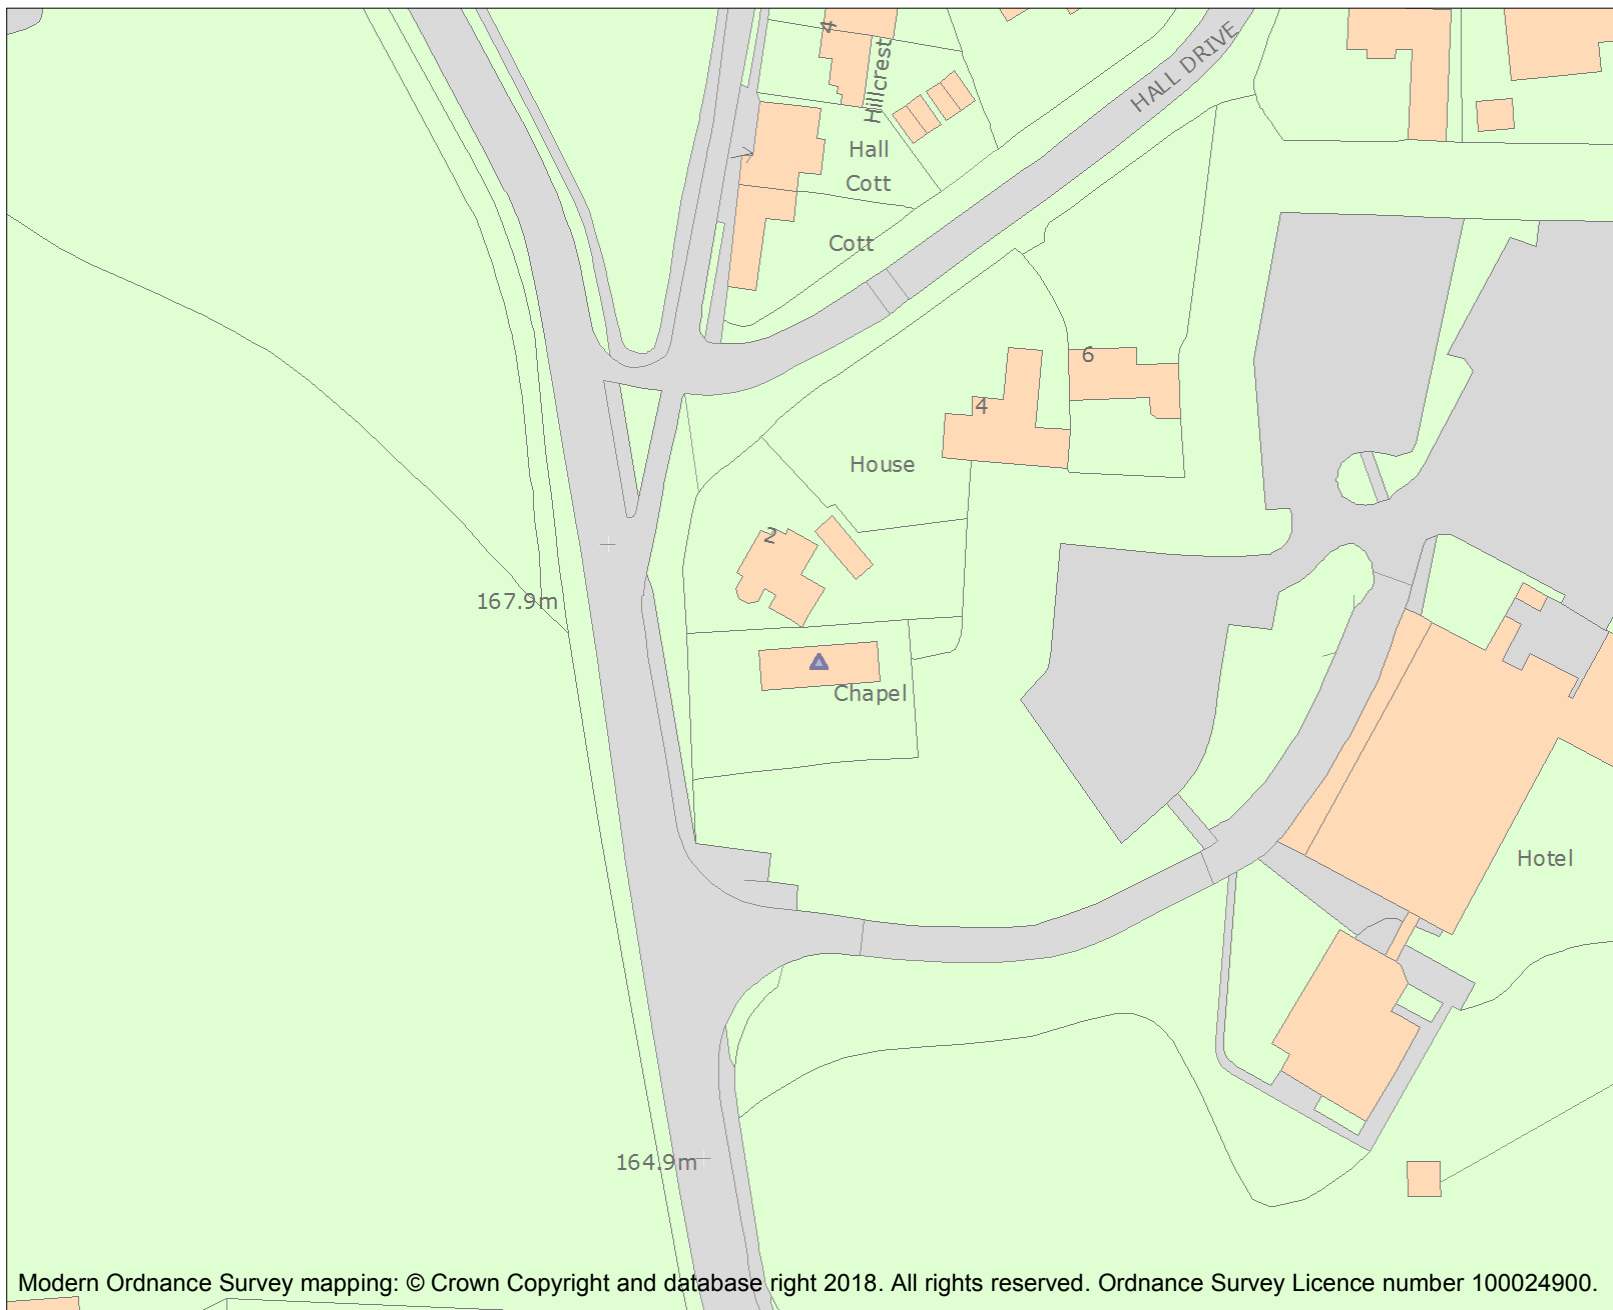 4
Hillcrest
HALL DRIVE
Hall
Cott
Cott
6
4
House
2
167.9m
Chapel
Hotel
164.9m
Modern Ordnance Survey mapping: © Crown Copyright and database right 2018. All rights reserved. Ordnance Survey Licence number 100024900.